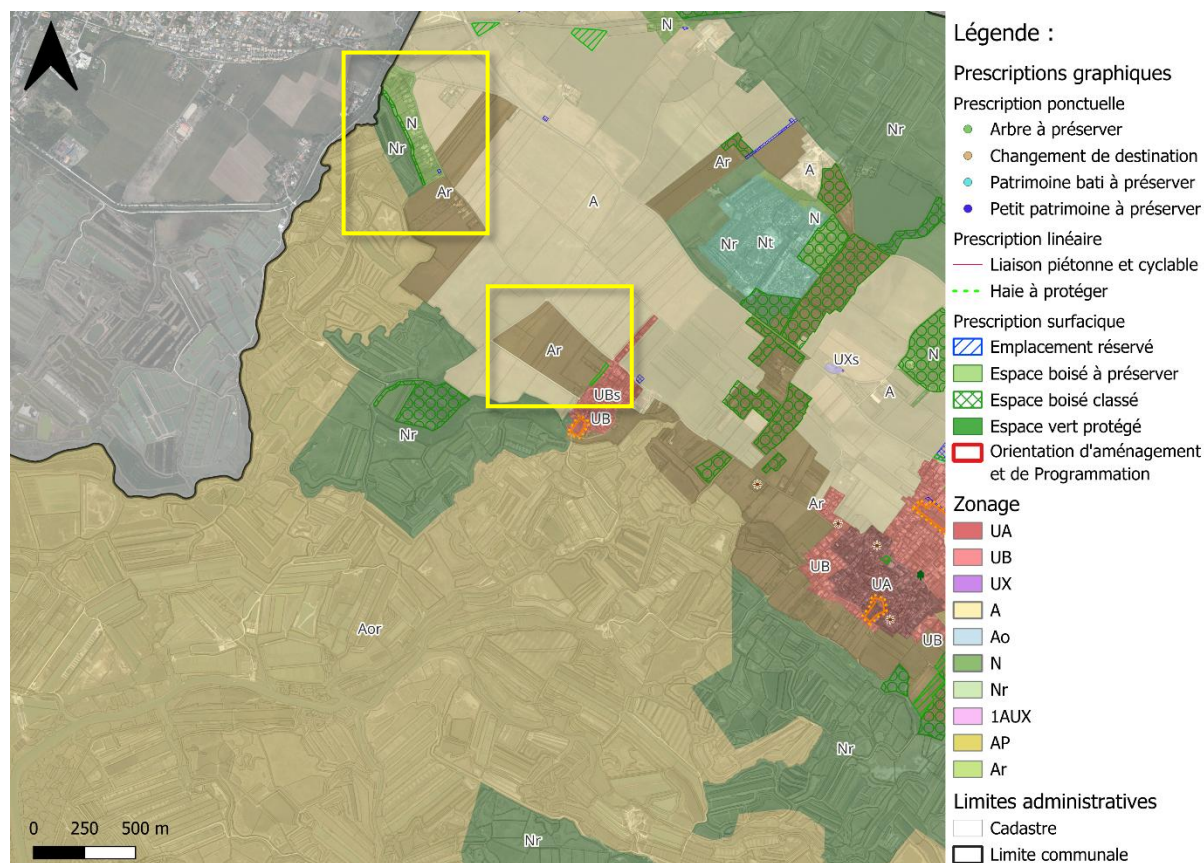 N
Nr
N
Nr
Ar
Ar
A
A
N
Nr
Nt
Ar
UBs
UB
Nr
UXs
A
N
Ar
UB
UA
UB
Aor
Nr
Nr
0 250 500 m
Légende :
Prescriptions graphiques
Prescription ponctuelle
Arbre à préserver
Changement de destination
Patrimoine bati à préserver
Petit patrimoine à préserver
Prescription linéaire
Liaison piétonne et cyclable
Haie à protéger
Prescription surfacique
Emplacement réservé
Espace boisé à préserver
Espace boisé classé
Espace vert protégé
Orientation d'aménagement
et de Programmation
Zonage
UA
UB
UX
A
Ao
N
Nr
1AUX
AP
Ar
Limites administratives
Cadastre
Limite communale